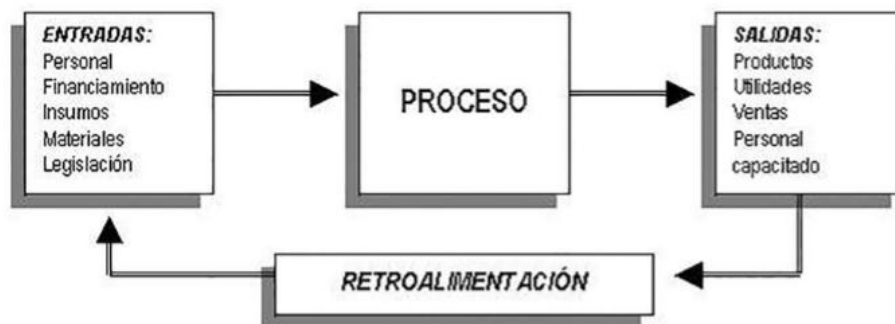 ENTRADAS:
Personal
Financiamiento
Insumos
Materiales
Legislación
PROCESO
SALIDAS:
Productos
Utilidades
Ventas
Personal
capacitado
RETROALIMENTACIÓN